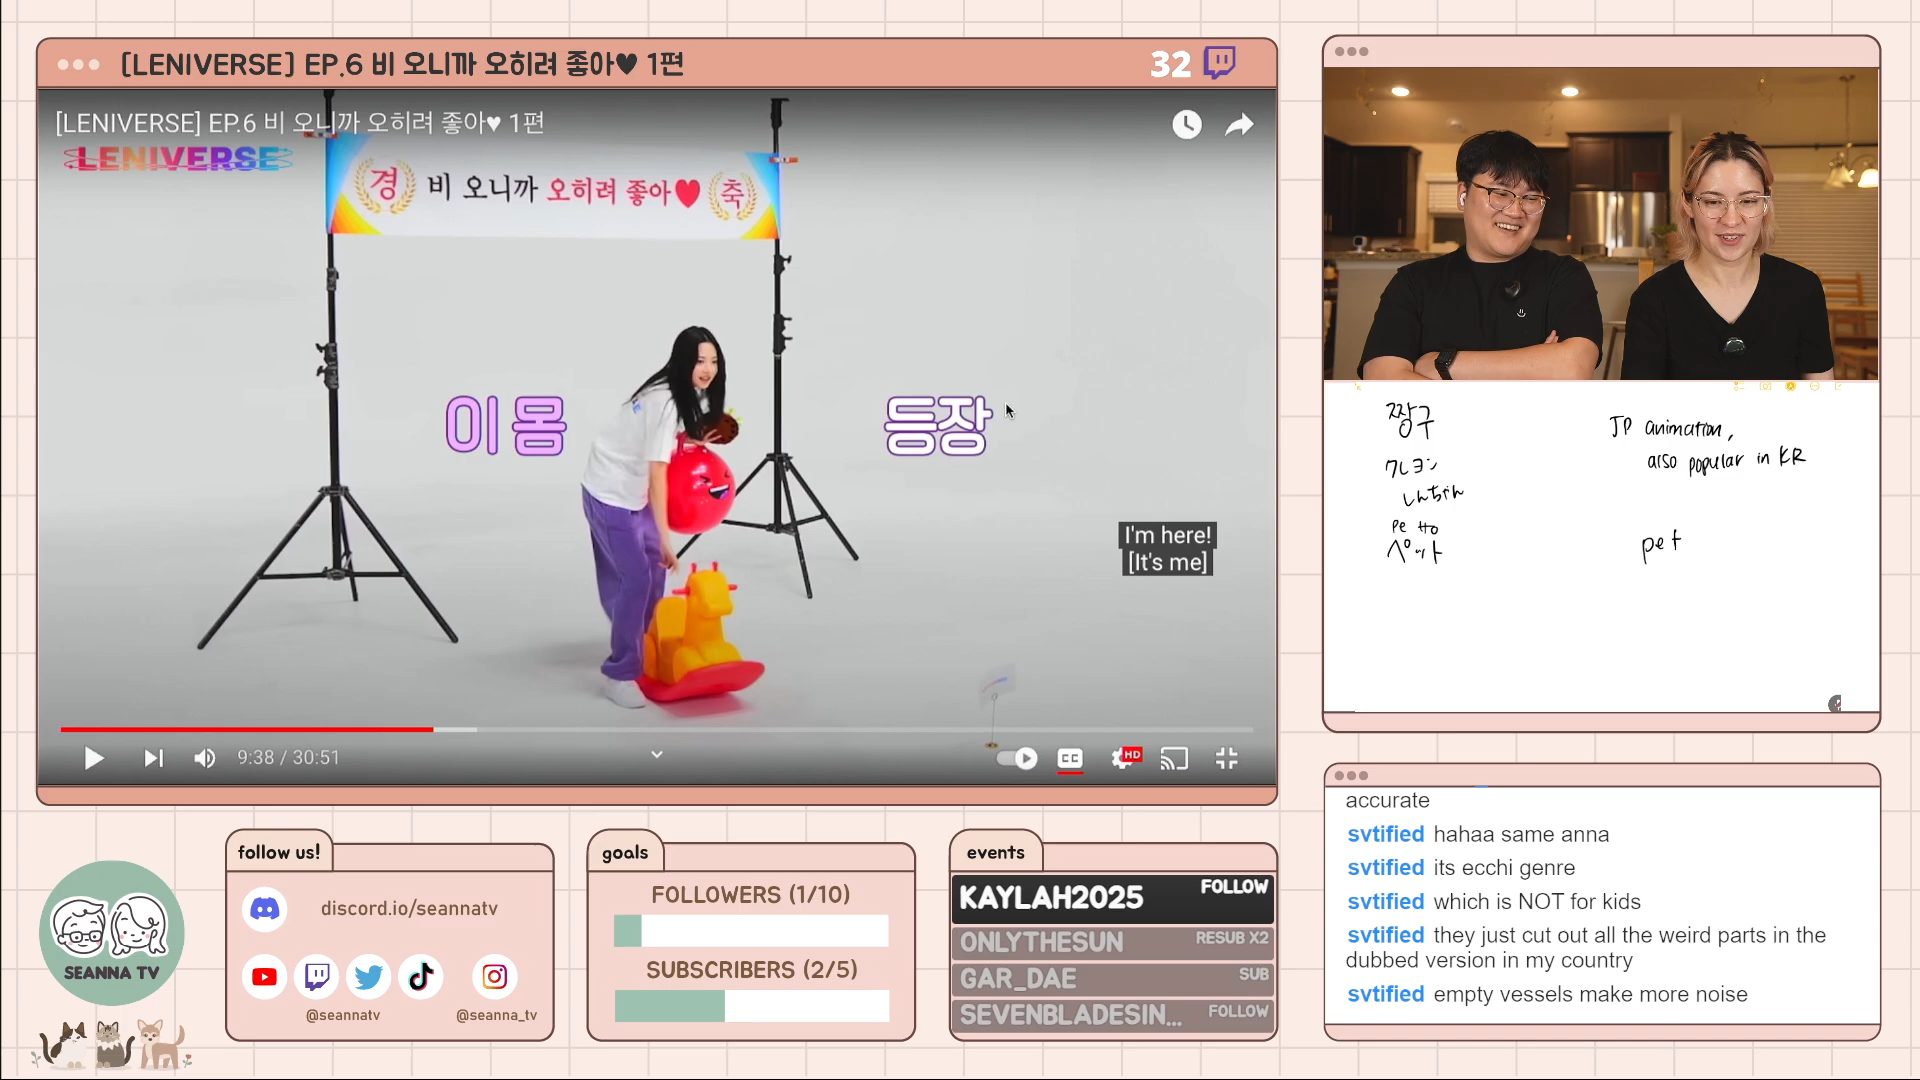 [LENIVERSE] EP.6 비 오니까 오히려 좋아♥ 1편
32
[LENIVERSE] EP.6 비 오니까 오히려 좋아♥ 1편
LENIVERSE
경 비 오니까 오히려 좋아♥ 축
이 몸 등장
I'm here!
[It's me]
9:38 / 30:51
CC
HD
짱구
JP animation,
also popular in KR
クレヨン
しんちゃん
pe tto
ペット
pet
follow us!
discord.io/seannatv
@seannatv
@seanna_tv
SEANNA TV
goals
FOLLOWERS (1/10)
SUBSCRIBERS (2/5)
events
KAYLAH2025 FOLLOW
ONLYTHESUN RESUB X2
GAR_DAE SUB
SEVENBLADESIN... FOLLOW
accurate
svtified hahaa same anna
svtified its ecchi genre
svtified which is NOT for kids
svtified they just cut out all the weird parts in the
dubbed version in my country
svtified empty vessels make more noise